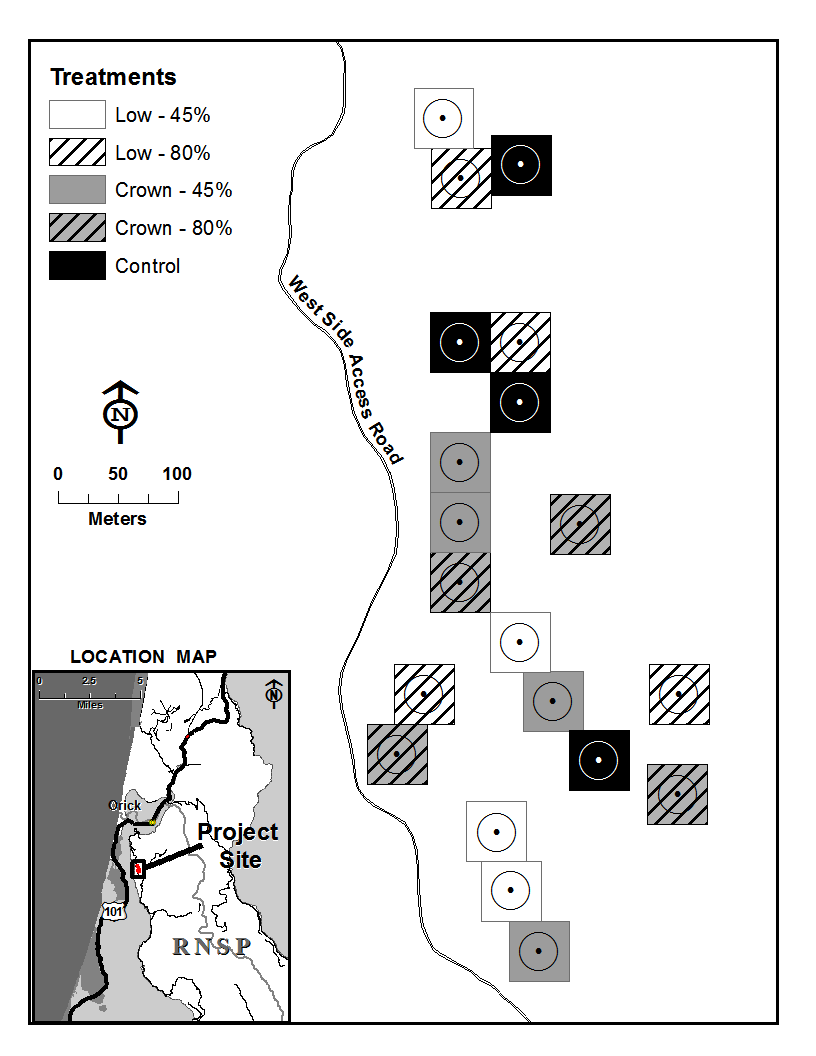 Treatments
Low - 45%
Low - 80%
Crown - 45%
Crown - 80%
Control
West Side Access Road
N
0 50 100
Meters
LOCATION MAP
0 2.5 5
Miles
N
Orick
Project
Site
101
RNSP